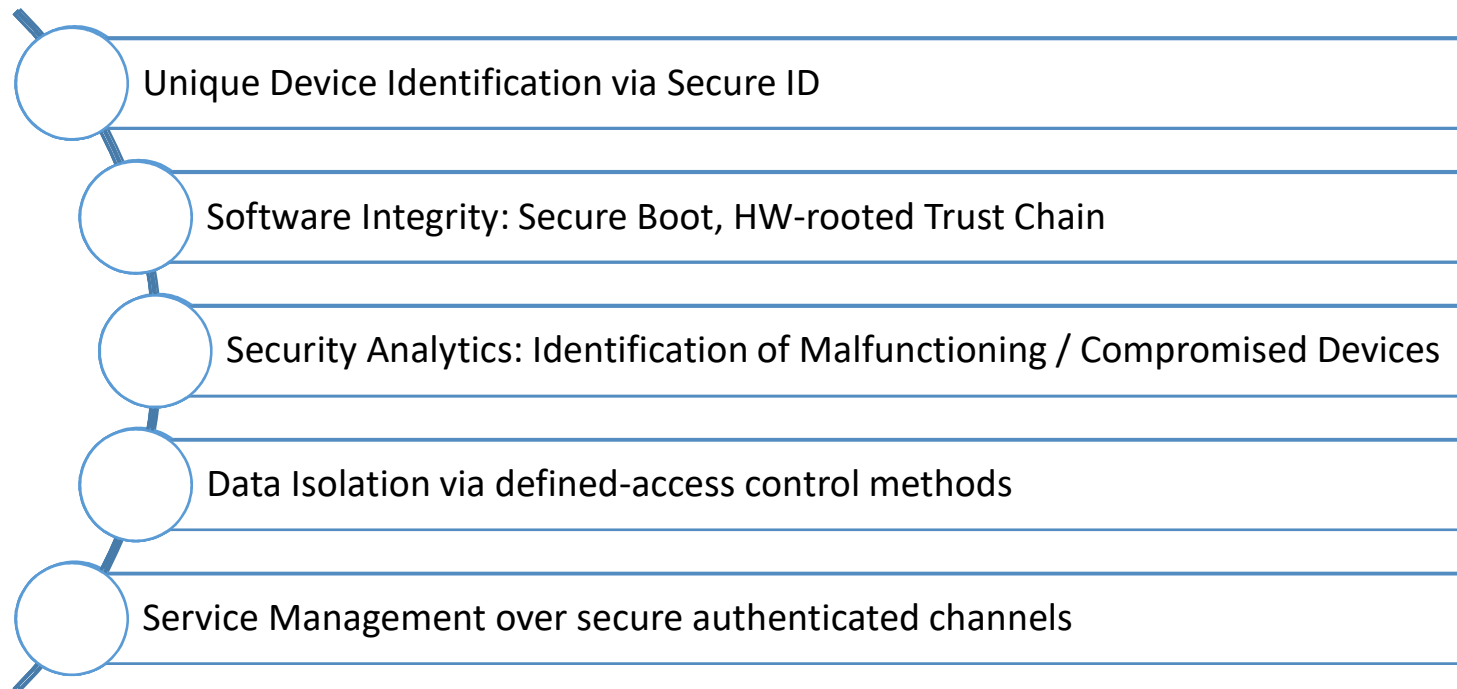 Unique Device Identification via Secure ID
Software Integrity: Secure Boot, HW-rooted Trust Chain
Security Analytics: Identification of Malfunctioning / Compromised Devices
Data Isolation via defined-access control methods
Service Management over secure authenticated channels